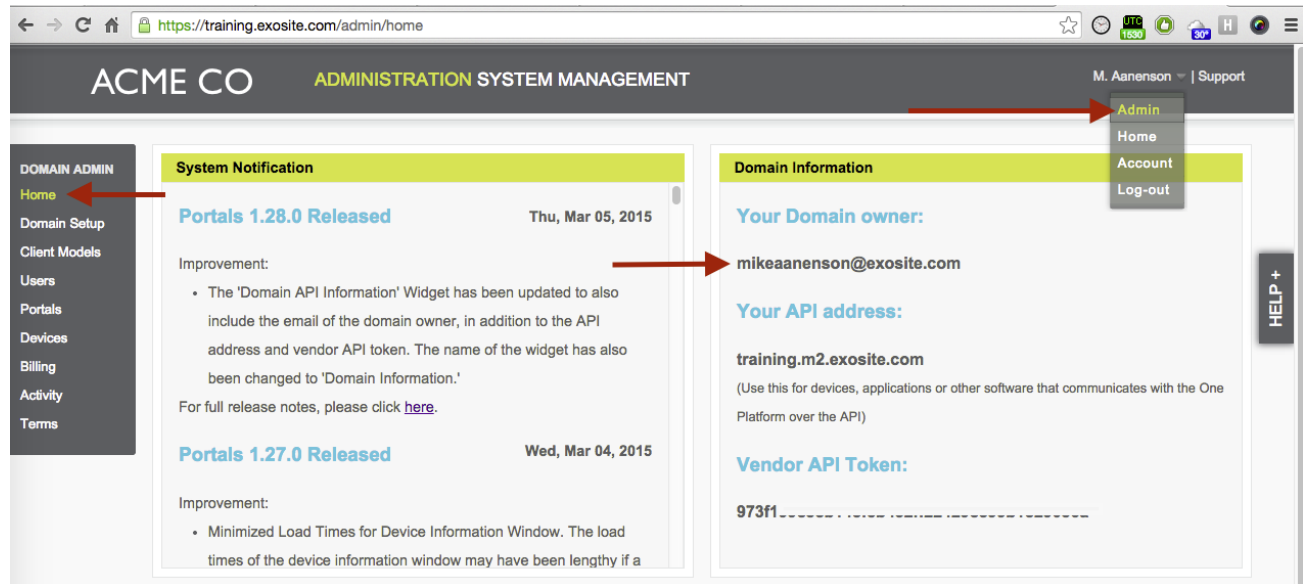 https://training.exosite.com/admin/home
UTC
1530
30°
H
ACME CO
ADMINISTRATION SYSTEM MANAGEMENT
M. Aanenson | Support
Admin
Home
Account
Log-out
DOMAIN ADMIN
Home
Domain Setup
Client Models
Users
Portals
Devices
Billing
Activity
Terms
System Notification
Portals 1.28.0 Released
Thu, Mar 05, 2015
Improvement:
• The 'Domain API Information' Widget has been updated to also
include the email of the domain owner, in addition to the API
address and vendor API token. The name of the widget has also
been changed to 'Domain Information.'
For full release notes, please click here.
Portals 1.27.0 Released
Wed, Mar 04, 2015
Improvement:
• Minimized Load Times for Device Information Window. The load
times of the device information window may have been lengthy if a
Domain Information
Your Domain owner:
mikeaanenson@exosite.com
Your API address:
training.m2.exosite.com
(Use this for devices, applications or other software that communicates with the One
Platform over the API)
Vendor API Token:
973f1
HELP +